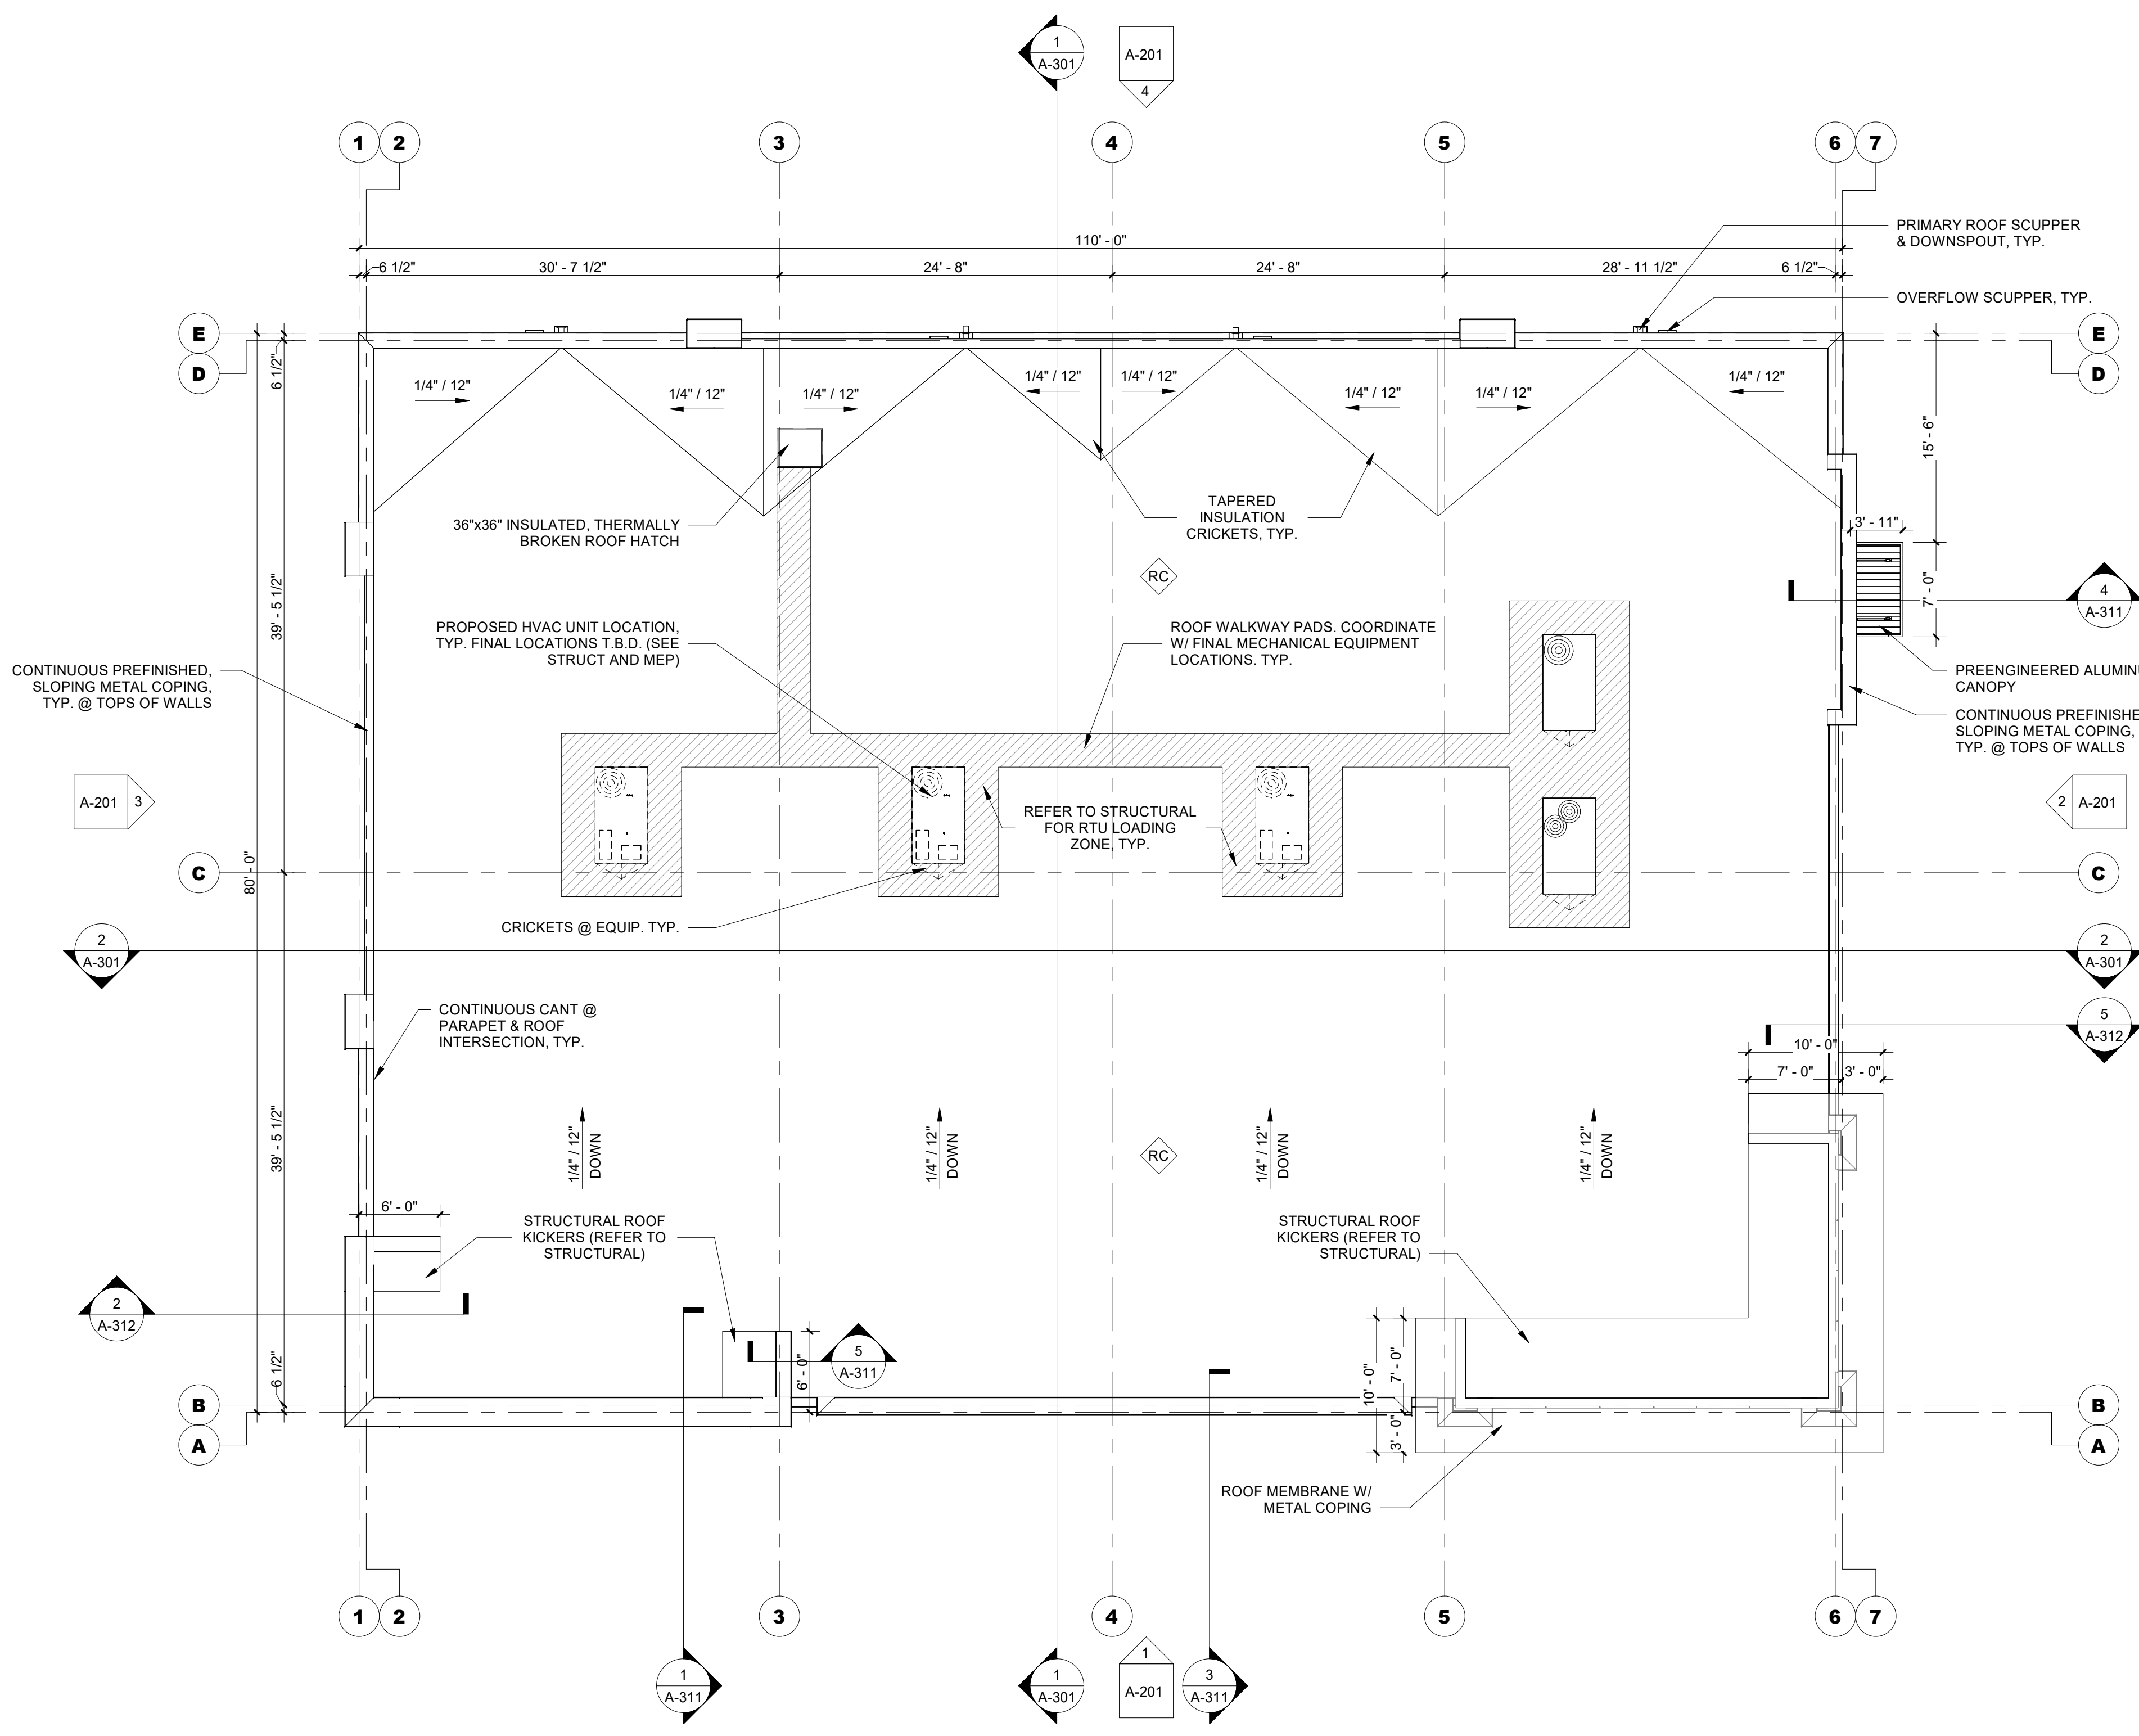 1
A-301
A-201
4
1
2
3
4
5
6
7
PRIMARY ROOF SCUPPER
& DOWNSPOUT, TYP.
110' - 0"
6 1/2"
30' - 7 1/2"
24' - 8"
24' - 8"
28' - 11 1/2"
6 1/2"
OVERFLOW SCUPPER, TYP.
E
E
D
D
6 1/2"
1/4" / 12"
1/4" / 12"
1/4" / 12"
1/4" / 12"
1/4" / 12"
1/4" / 12"
1/4" / 12"
1/4" / 12"
15' - 6"
36"x36" INSULATED, THERMALLY
BROKEN ROOF HATCH
TAPERED
INSULATION
CRICKETS, TYP.
3' - 11"
RC
39' - 5 1/2"
7' - 0"
4
A-311
PROPOSED HVAC UNIT LOCATION,
TYP. FINAL LOCATIONS T.B.D. (SEE
STRUCT AND MEP)
ROOF WALKWAY PADS. COORDINATE
W/ FINAL MECHANICAL EQUIPMENT
LOCATIONS. TYP.
CONTINUOUS PREFINISHED,
SLOPING METAL COPING,
TYP. @ TOPS OF WALLS
PREENGINEERED ALUMIN
CANOPY
CONTINUOUS PREFINISHE
SLOPING METAL COPING,
TYP. @ TOPS OF WALLS
A-201
3
2
A-201
REFER TO STRUCTURAL
FOR RTU LOADING
ZONE, TYP.
C
80' - 0"
C
CRICKETS @ EQUIP. TYP.
2
A-301
2
A-301
CONTINUOUS CANT @
PARAPET & ROOF
INTERSECTION, TYP.
5
A-312
10' - 0"
7' - 0"
3' - 0"
39' - 5 1/2"
1/4" / 12"
DOWN
1/4" / 12"
DOWN
RC
1/4" / 12"
DOWN
1/4" / 12"
DOWN
6' - 0"
STRUCTURAL ROOF
KICKERS (REFER TO
STRUCTURAL)
STRUCTURAL ROOF
KICKERS (REFER TO
STRUCTURAL)
2
A-312
5
A-311
6' - 0"
10' - 0"
7' - 0"
3' - 0"
6 1/2"
B
B
A
A
ROOF MEMBRANE W/
METAL COPING
1
2
3
4
5
6
7
1
A-311
1
A-301
1
A-201
3
A-311